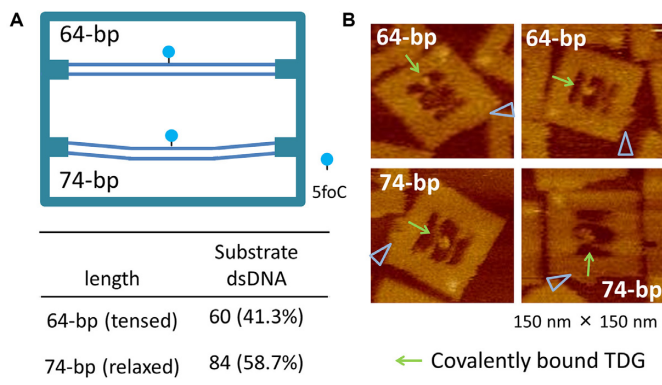 A
64-bp
74-bp
5foC
length Substrate dsDNA
64-bp (tensed) 60 (41.3%)
74-bp (relaxed) 84 (58.7%)
B
64-bp 64-bp
74-bp
74-bp
150 nm × 150 nm
← Covalently bound TDG